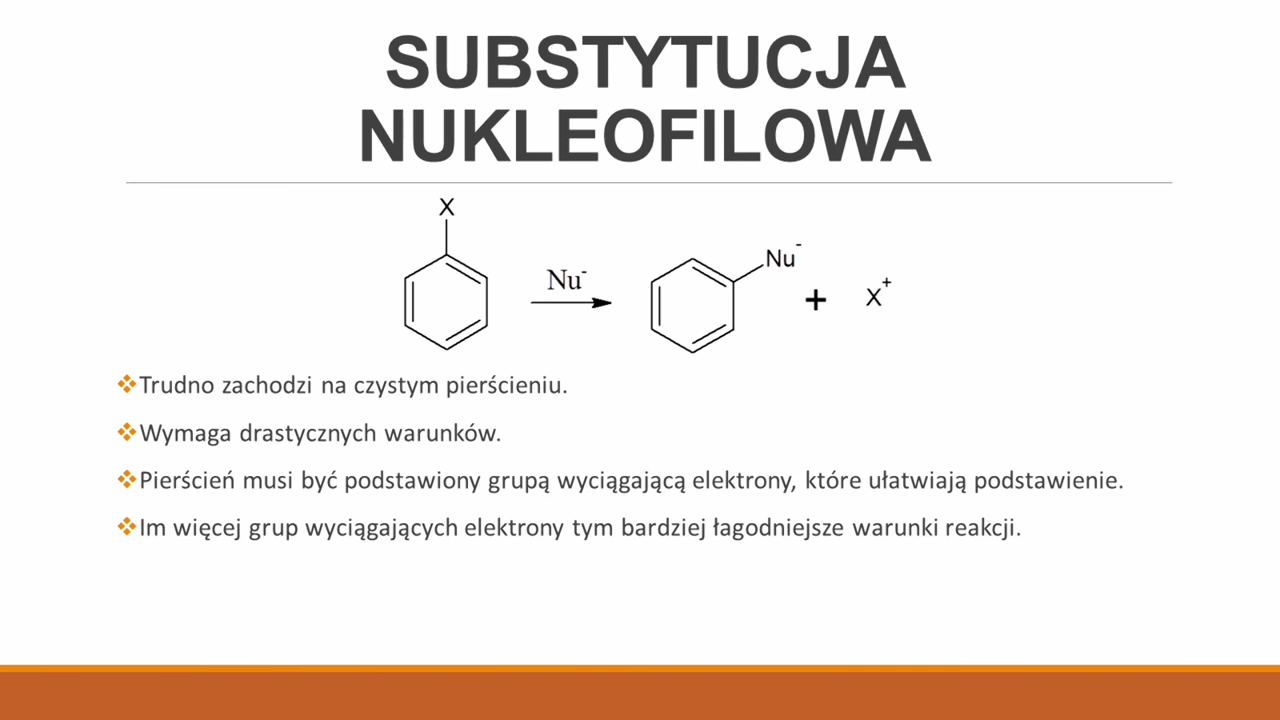 SUBSTYTUCJA
NUKLEOFILOWA
X
Nu-
Nu-
+
X+
Trudno zachodzi na czystym pierścieniu.
Wymaga drastycznych warunków.
Pierścień musi być podstawiony grupą wyciągającą elektrony, które ułatwiają podstawienie.
Im więcej grup wyciągających elektrony tym bardziej łagodniejsze warunki reakcji.